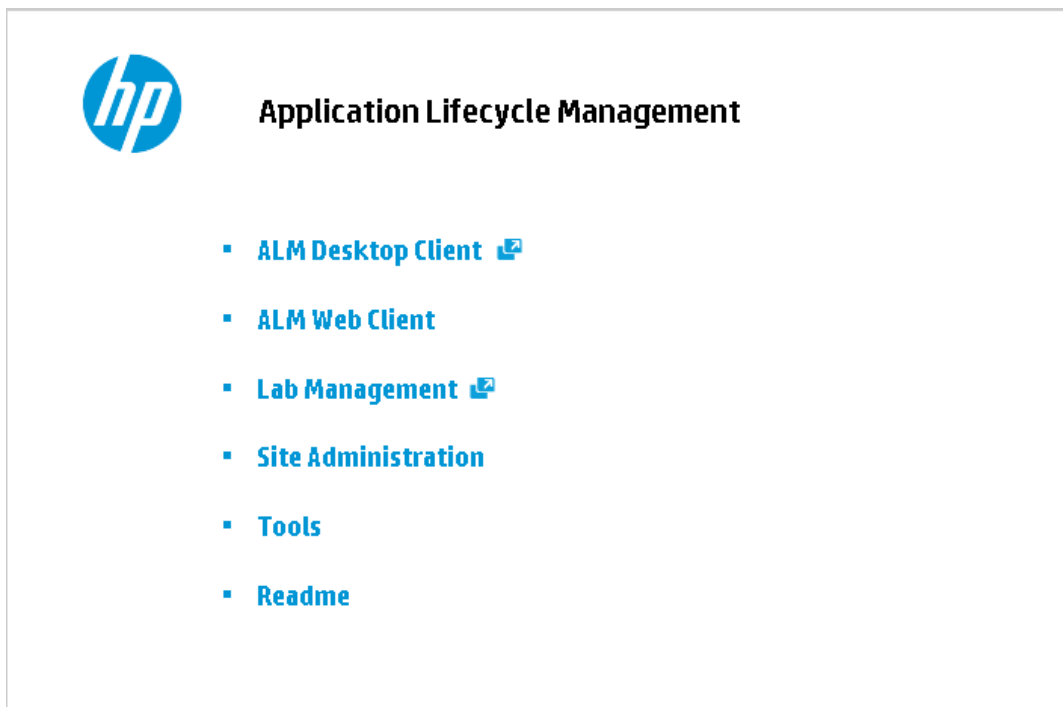 hp
Application Lifecycle Management
ALM Desktop Client
ALM Web Client
Lab Management
Site Administration
Tools
Readme